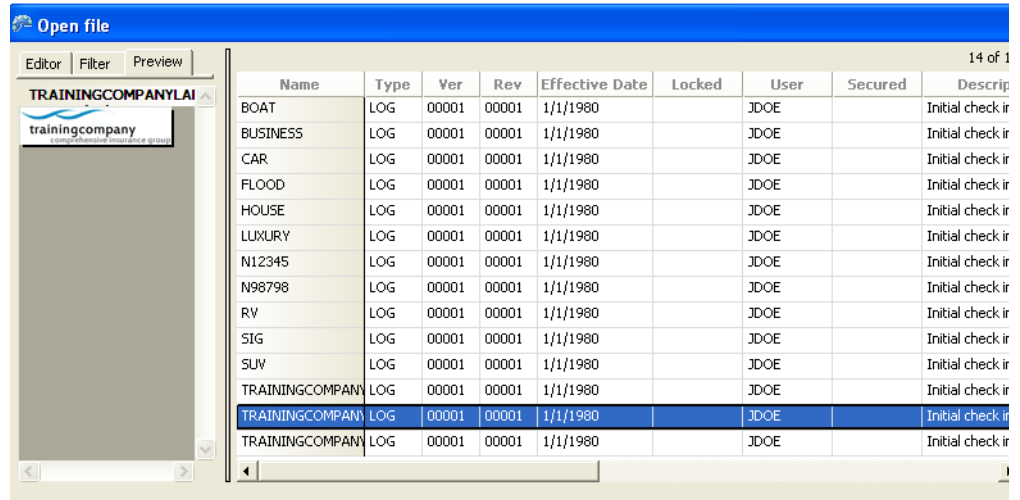 Open file
Editor Filter Preview
14 of 1
TRAININGCOMPANYLAI
trainingcompany
comprehensive insurance group
Name Type Ver Rev Effective Date Locked User Secured Descrip
BOAT LOG 00001 00001 1/1/1980 JDOE Initial check in
BUSINESS LOG 00001 00001 1/1/1980 JDOE Initial check in
CAR LOG 00001 00001 1/1/1980 JDOE Initial check in
FLOOD LOG 00001 00001 1/1/1980 JDOE Initial check in
HOUSE LOG 00001 00001 1/1/1980 JDOE Initial check in
LUXURY LOG 00001 00001 1/1/1980 JDOE Initial check in
N12345 LOG 00001 00001 1/1/1980 JDOE Initial check in
N98798 LOG 00001 00001 1/1/1980 JDOE Initial check in
RV LOG 00001 00001 1/1/1980 JDOE Initial check in
SIG LOG 00001 00001 1/1/1980 JDOE Initial check in
SUV LOG 00001 00001 1/1/1980 JDOE Initial check in
TRAININGCOMPANY LOG 00001 00001 1/1/1980 JDOE Initial check in
TRAININGCOMPANY LOG 00001 00001 1/1/1980 JDOE Initial check in
TRAININGCOMPANY LOG 00001 00001 1/1/1980 JDOE Initial check in